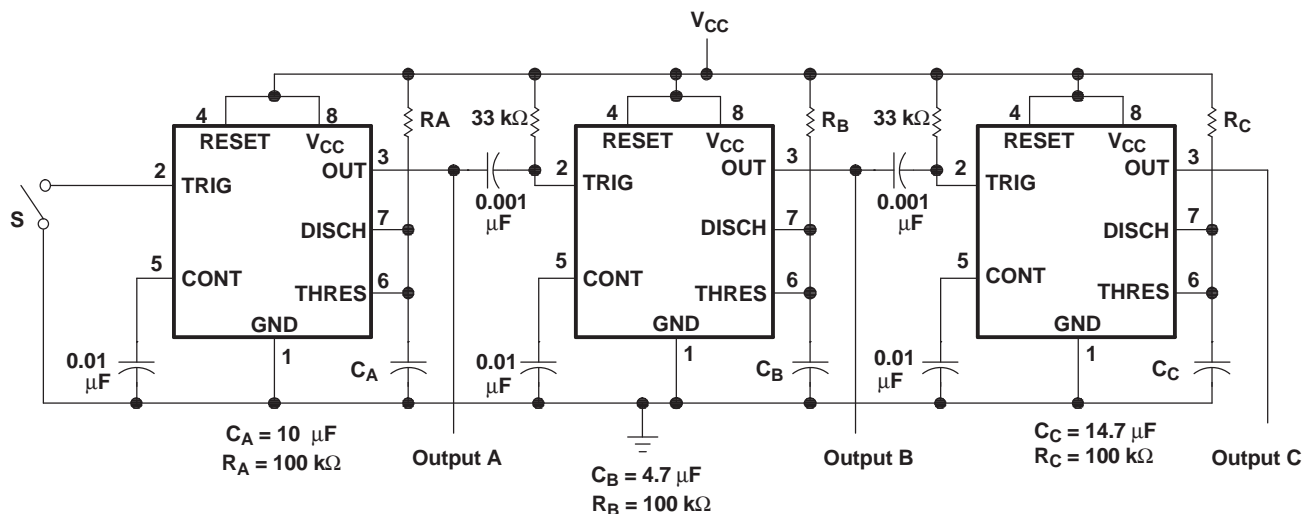 VCC
4
8
RA
33 kΩ
4
8
RB
33 kΩ
4
8
RC
RESET
VCC
RESET
VCC
RESET
VCC
2
TRIG
OUT
3
2
TRIG
OUT
3
2
TRIG
OUT
3
S
0.001
μF
0.001
μF
DISCH
7
DISCH
7
DISCH
7
5
CONT
THRES
6
5
CONT
THRES
6
5
CONT
THRES
6
GND
GND
GND
0.01
μF
1
CA
0.01
μF
1
CB
0.01
μF
1
CC
CA = 10 μF
RA = 100 kΩ
Output A
CB = 4.7 μF
RB = 100 kΩ
Output B
CC = 14.7 μF
RC = 100 kΩ
Output C